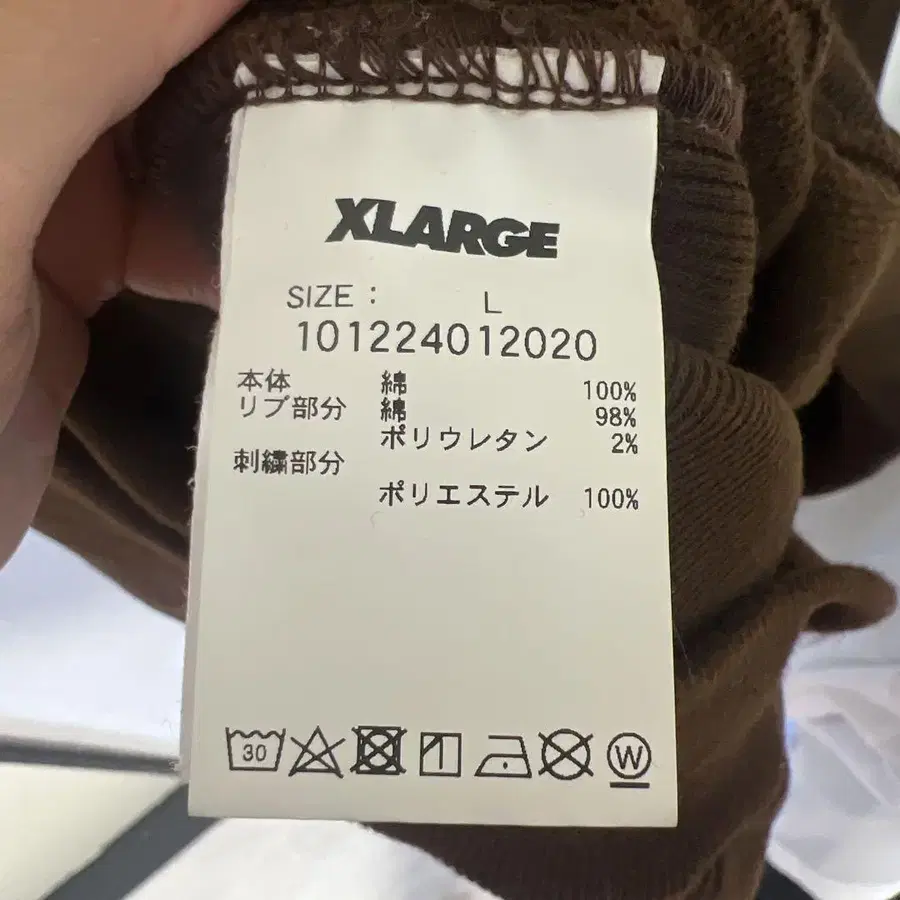 XLARGE
SIZE : L
101224012020
本体 綿 100%
リブ部分 綿 98%
ポリウレタン 2%
刺繍部分
ポリエステル 100%
30 W